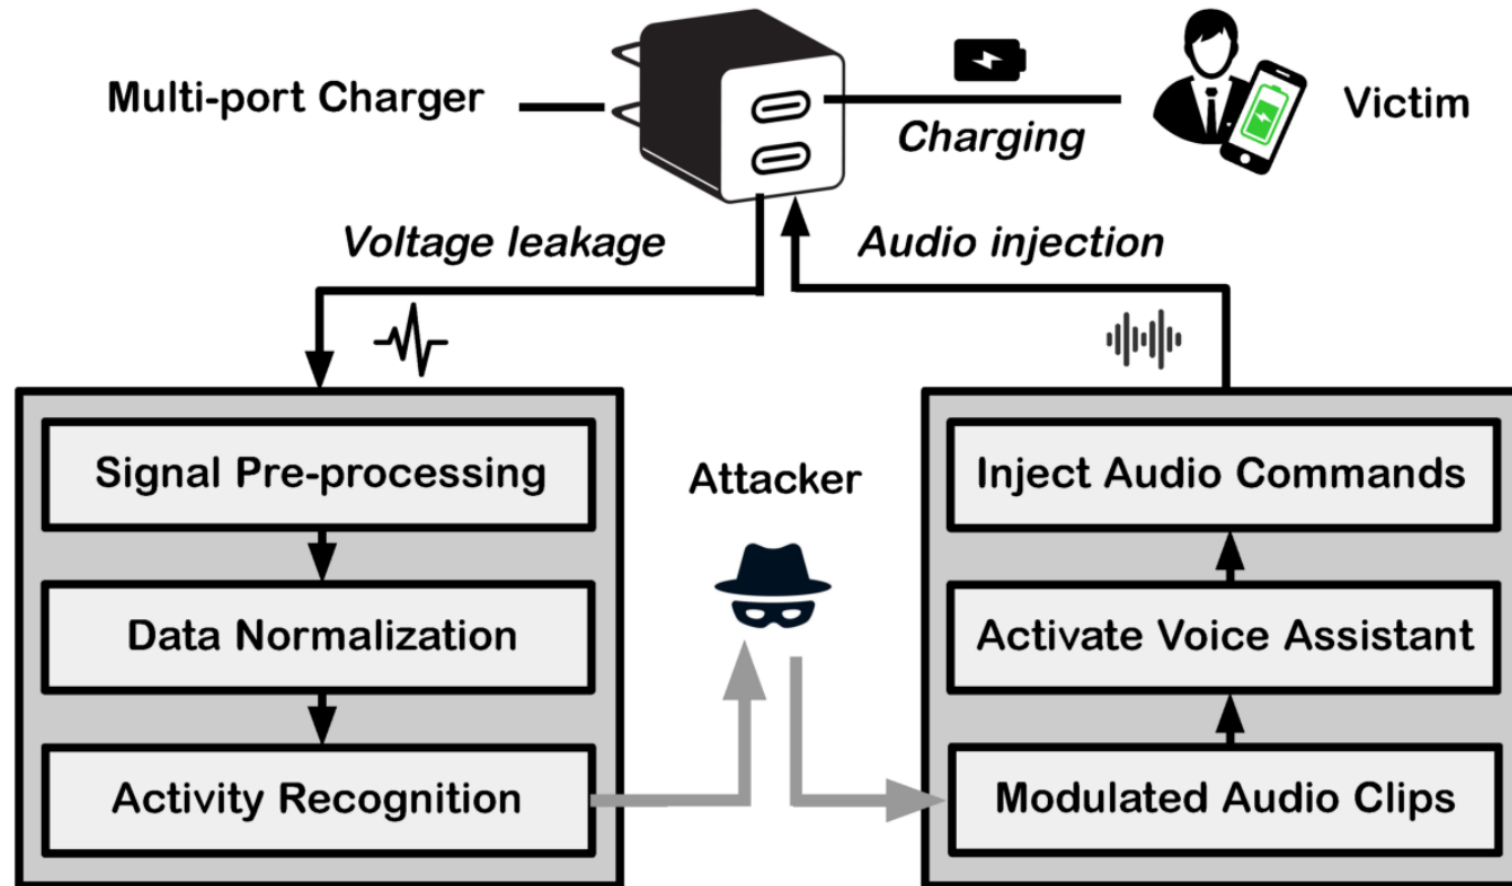 Multi-port Charger
Charging
Victim
Voltage leakage
Audio injection
Signal Pre-processing
Data Normalization
Activity Recognition
Attacker
Inject Audio Commands
Activate Voice Assistant
Modulated Audio Clips